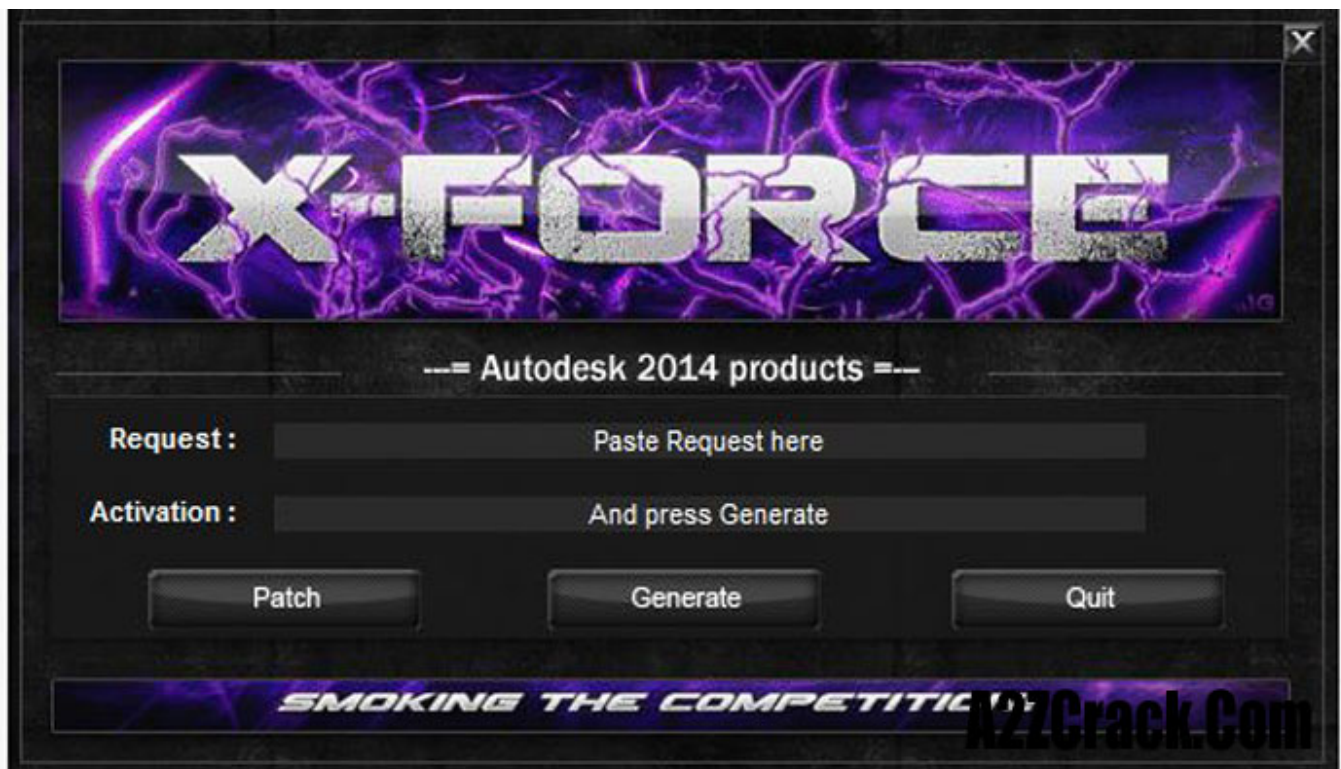 X
X-FORCE
---= Autodesk 2014 products =---
Request :
Paste Request here
Activation :
And press Generate
Patch
Generate
Quit
SMOKING THE
A2ZCrack.Com